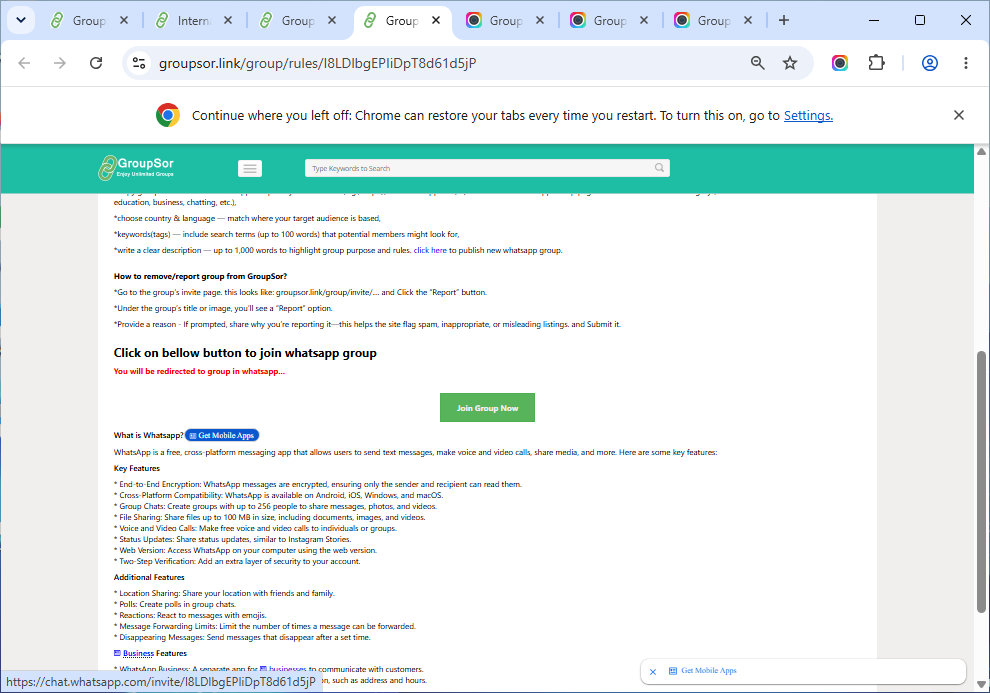 Group
Intern
Group
Group
Group
Group
Group
groupsor.link/group/rules/I8LDIbgEPIiDpT8d61d5jP
Continue where you left off: Chrome can restore your tabs every time you restart. To turn this on, go to Settings.
GroupSor
Enjoy Unlimited Groups
Type Keywords to Search
education, business, chatting, etc.),
*choose country & language — match where your target audience is based,
*keywords(tags) — include search terms (up to 100 words) that potential members might look for,
*write a clear description — up to 1,000 words to highlight group purpose and rules. click here to publish new whatsapp group.
How to remove/report group from GroupSor?
*Go to the group's invite page. this looks like: groupsor.link/group/invite/... and Click the "Report" button.
*Under the group's title or image, you'll see a "Report" option.
*Provide a reason - If prompted, share why you're reporting it—this helps the site flag spam, inappropriate, or misleading listings. and Submit it.
Click on bellow button to join whatsapp group
You will be redirected to group in whatsapp...
Join Group Now
What is Whatsapp? Get Mobile Apps
WhatsApp is a free, cross-platform messaging app that allows users to send text messages, make voice and video calls, share media, and more. Here are some key features:
Key Features
* End-to-End Encryption: WhatsApp messages are encrypted, ensuring only the sender and recipient can read them.
* Cross-Platform Compatibility: WhatsApp is available on Android, iOS, Windows, and macOS.
* Group Chats: Create groups with up to 256 people to share messages, photos, and videos.
* File Sharing: Share files up to 100 MB in size, including documents, images, and videos.
* Voice and Video Calls: Make free voice and video calls to individuals or groups.
* Status Updates: Share status updates, similar to Instagram Stories.
* Web Version: Access WhatsApp on your computer using the web version.
* Two-Step Verification: Add an extra layer of security to your account.
Additional Features
* Location Sharing: Share your location with friends and family.
* Polls: Create polls in group chats.
* Reactions: React to messages with emojis.
* Message Forwarding Limits: Limit the number of times a message can be forwarded.
* Disappearing Messages: Send messages that disappear after a set time.
Business Features
* WhatsApp Business: A separate app for businesses to communicate with customers.
on, such as address and hours.
Get Mobile Apps
https://chat.whatsapp.com/invite/I8LDIbgEPIiDpT8d61d5jP